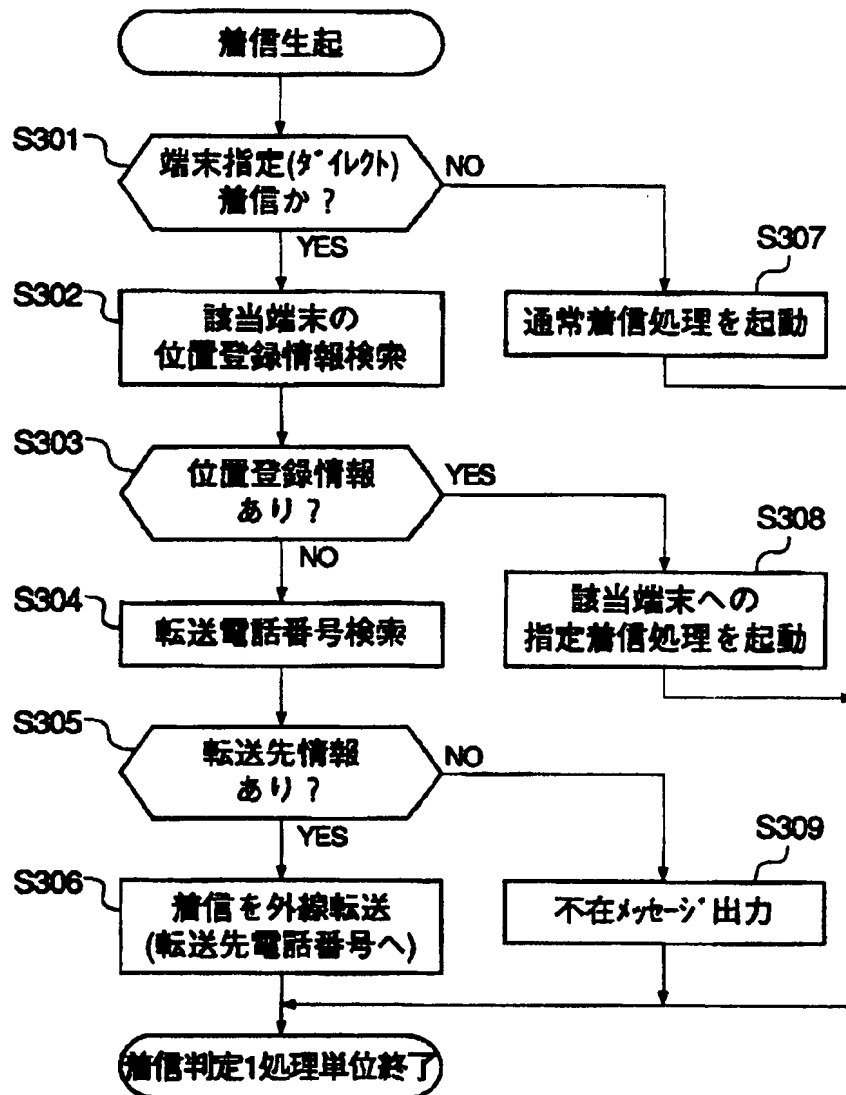 着信生起
S301
端末指定(ダイレクト)
着信か？
NO
YES
S307
通常着信処理を起動
S302
該当端末の
位置登録情報検索
S303
位置登録情報
あり？
YES
NO
S308
該当端末への
指定着信処理を起動
S304
転送電話番号検索
S305
転送先情報
あり？
NO
YES
S309
不在メッセージ出力
S306
着信を外線転送
(転送先電話番号へ)
着信判定1処理単位終了